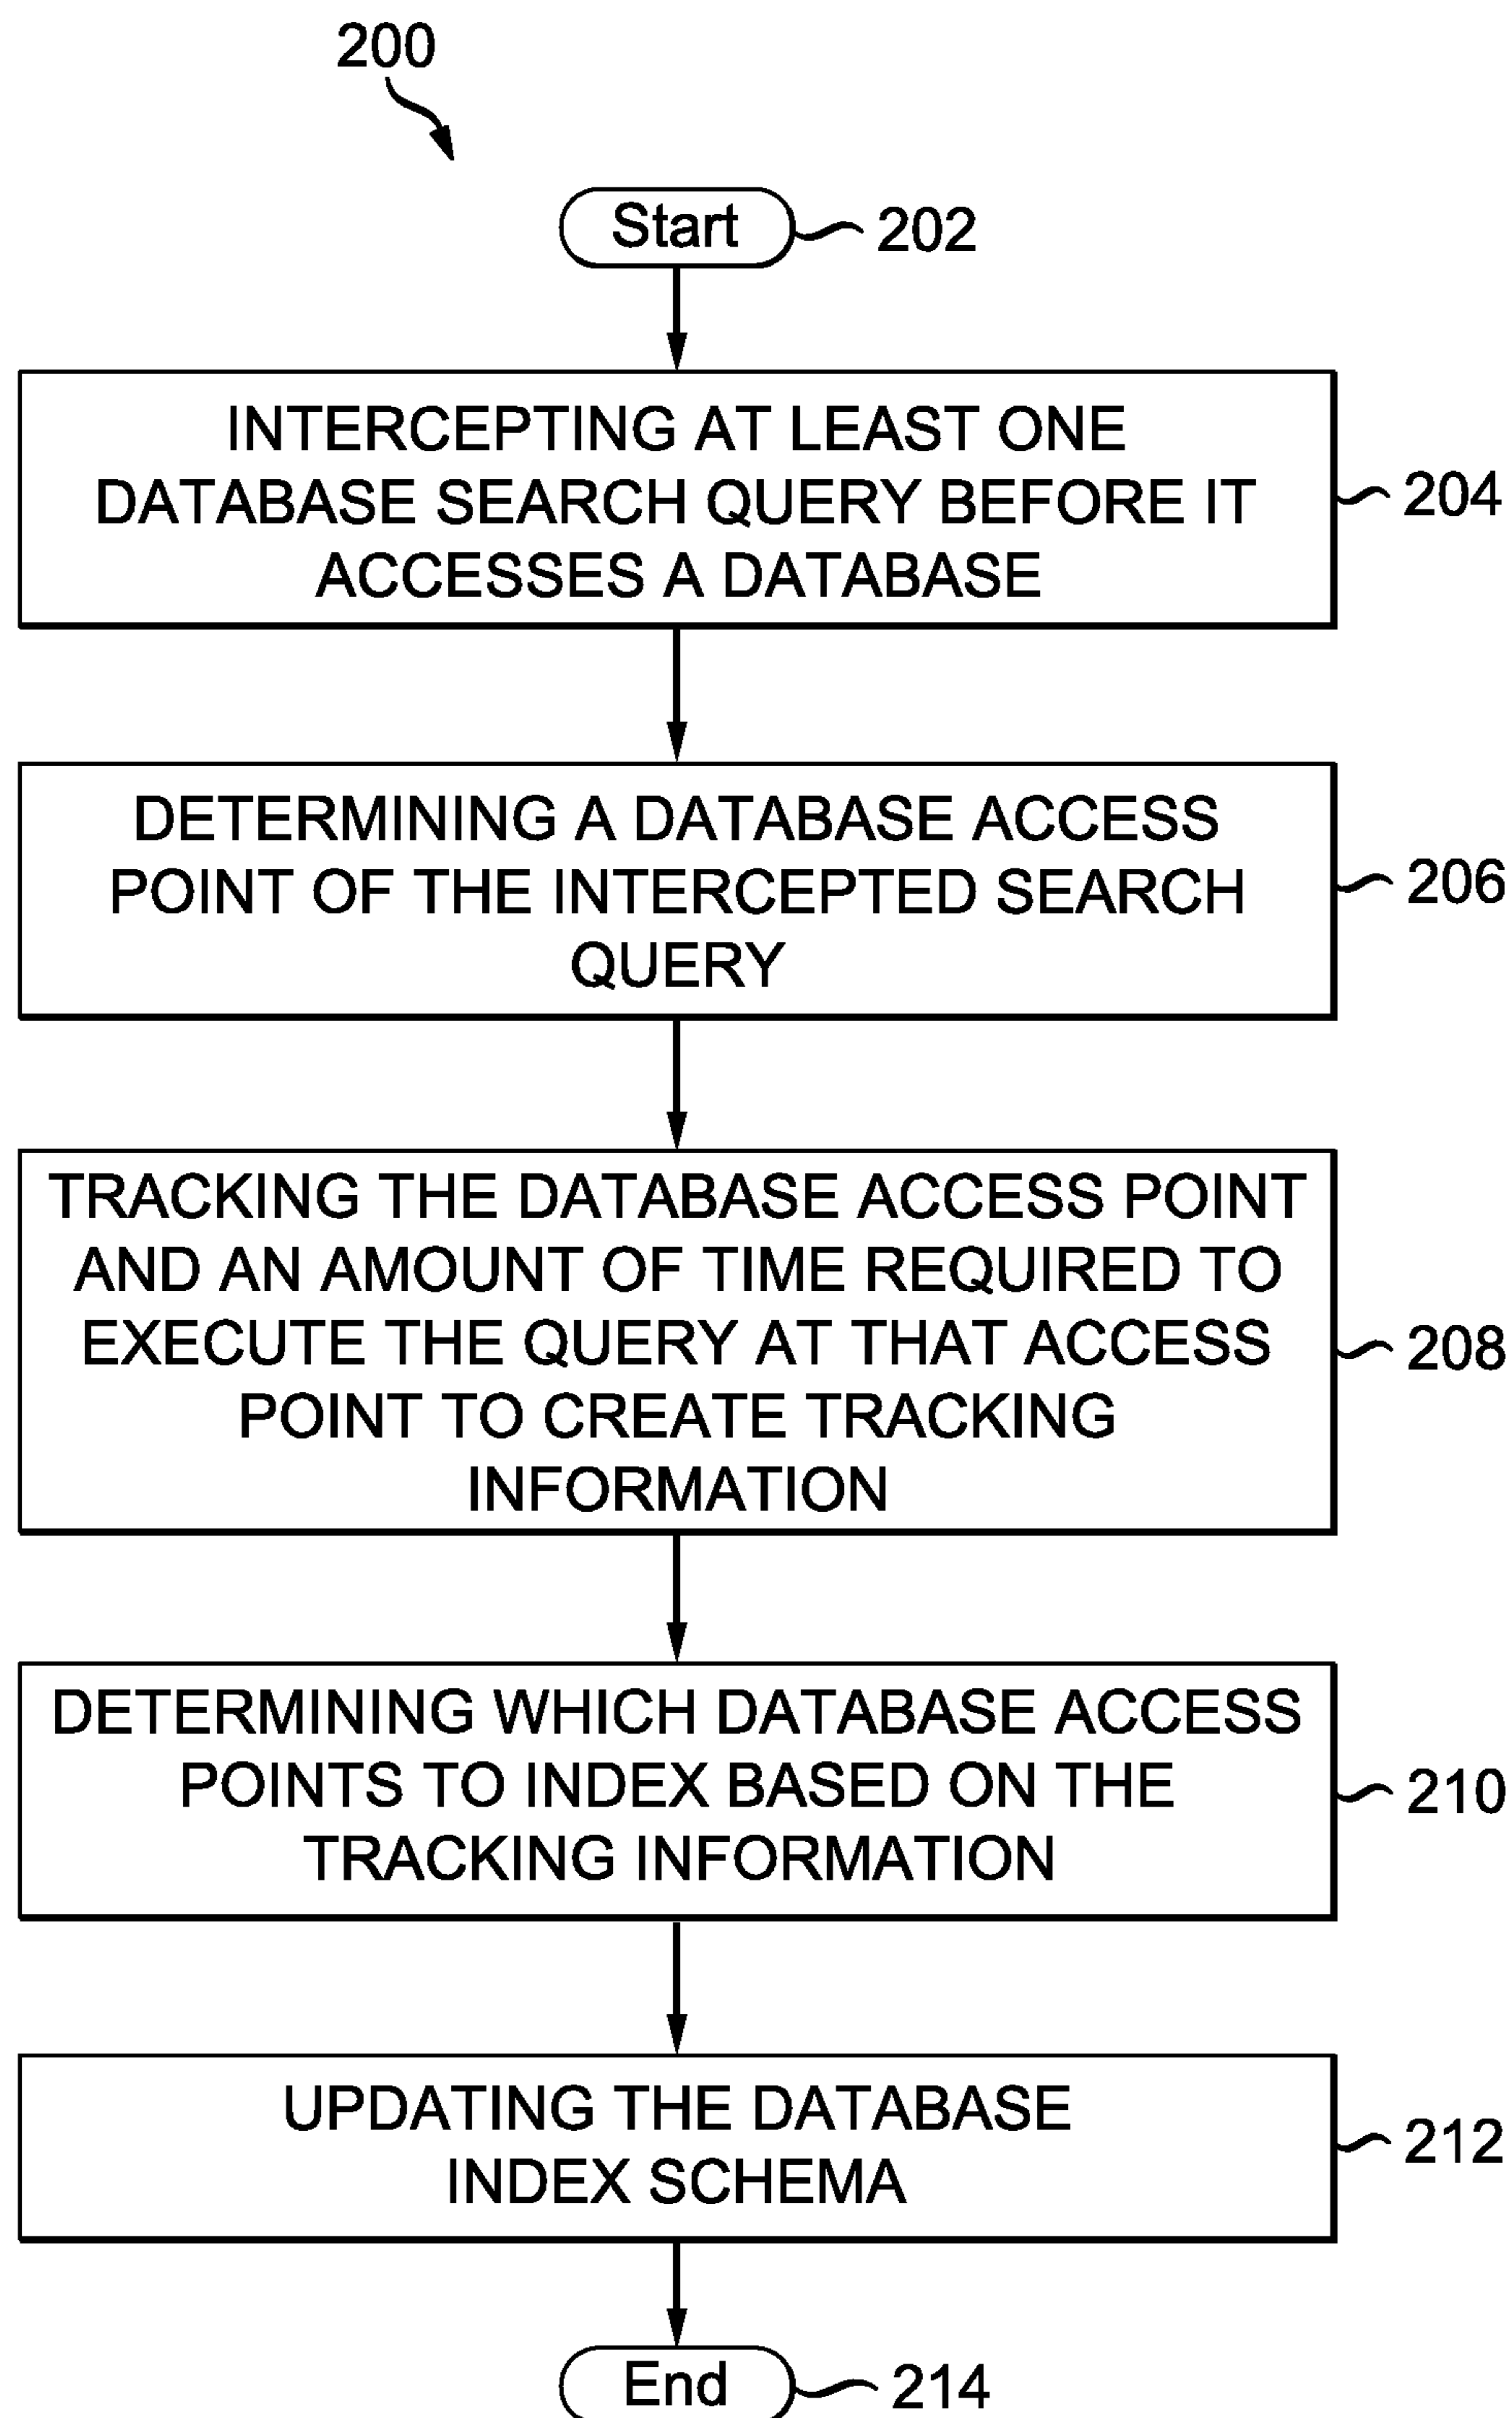 200
Start
202
INTERCEPTING AT LEAST ONE
DATABASE SEARCH QUERY BEFORE IT
ACCESSES A DATABASE
204
DETERMINING A DATABASE ACCESS
POINT OF THE INTERCEPTED SEARCH
QUERY
206
TRACKING THE DATABASE ACCESS POINT
AND AN AMOUNT OF TIME REQUIRED TO
EXECUTE THE QUERY AT THAT ACCESS
POINT TO CREATE TRACKING
INFORMATION
208
DETERMINING WHICH DATABASE ACCESS
POINTS TO INDEX BASED ON THE
TRACKING INFORMATION
210
UPDATING THE DATABASE
INDEX SCHEMA
212
End
214